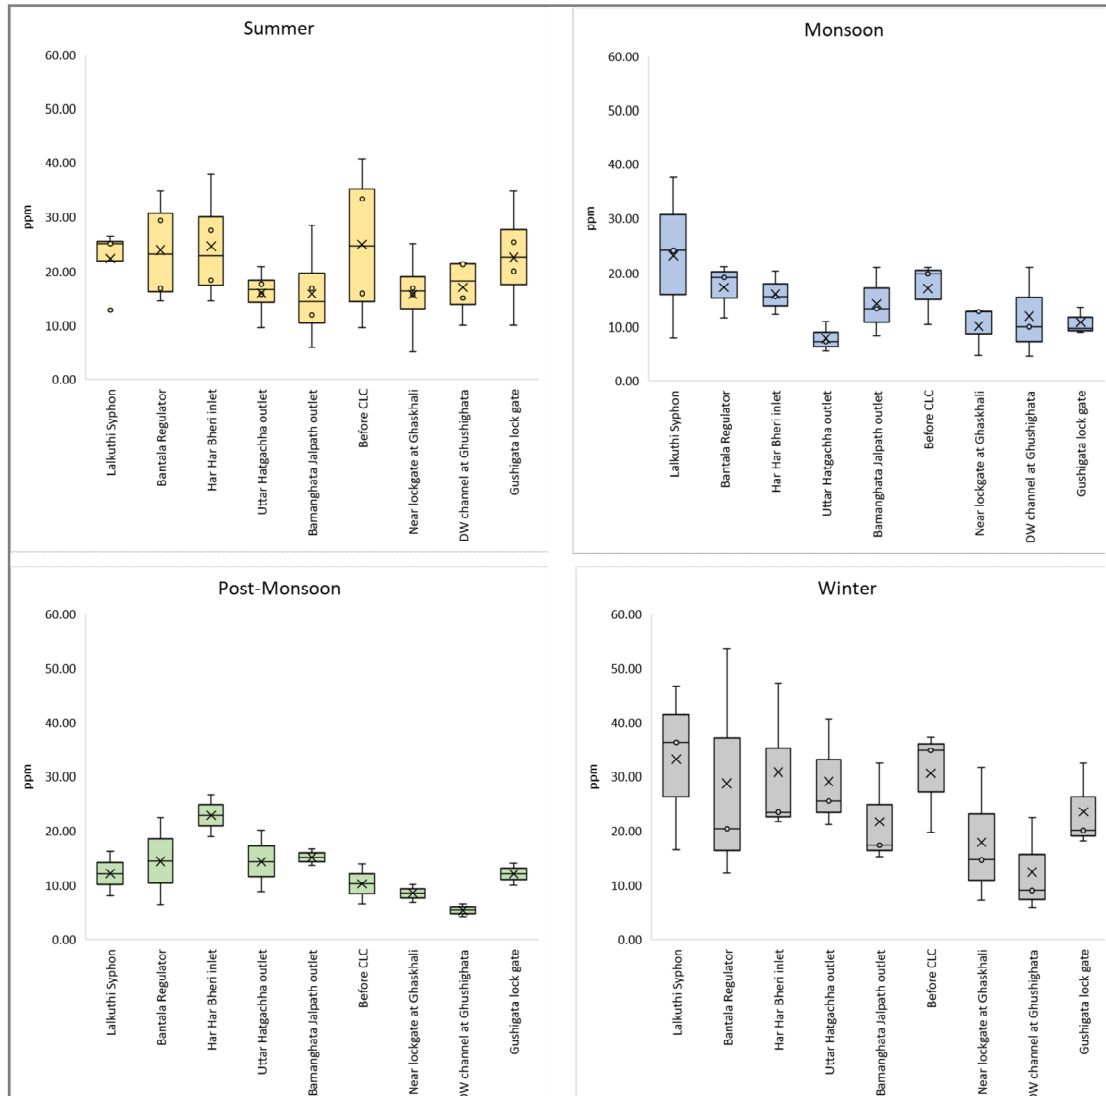 Summer
60.00
50.00
40.00
30.00
20.00
10.00
0.00
ppm
Lalkuthi Syphon
Bantala Regulator
Har Har Bheri inlet
Uttar Hatgachha outlet
Bamanghata Jalpath outlet
Before CLC
Near lockgate at Ghaskhali
DW channel at Ghushighata
Gushigata lock gate
Monsoon
60.00
50.00
40.00
30.00
20.00
10.00
0.00
ppm
Lalkuthi Syphon
Bantala Regulator
Har Har Bheri inlet
Uttar Hatgachha outlet
Bamanghata Jalpath outlet
Before CLC
Near lockgate at Ghaskhali
DW channel at Ghushighata
Gushigata lock gate
Post-Monsoon
60.00
50.00
40.00
30.00
20.00
10.00
0.00
ppm
Lalkuthi Syphon
Bantala Regulator
Har Har Bheri inlet
Uttar Hatgachha outlet
Bamanghata Jalpath outlet
Before CLC
Near lockgate at Ghaskhali
DW channel at Ghushighata
Gushigata lock gate
Winter
60.00
50.00
40.00
30.00
20.00
10.00
0.00
ppm
Lalkuthi Syphon
Bantala Regulator
Har Har Bheri inlet
Uttar Hatgachha outlet
Bamanghata Jalpath outlet
Before CLC
Near lockgate at Ghaskhali
DW channel at Ghushighata
Gushigata lock gate